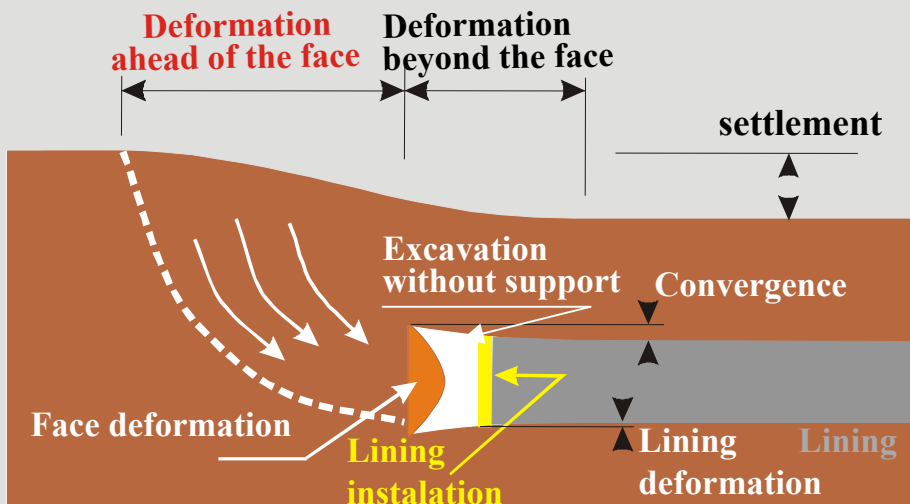 Deformation
ahead of the face
Deformation
beyond the face
settlement
Excavation
without support
Convergence
Face deformation
Lining
instalation
Lining
deformation
Lining